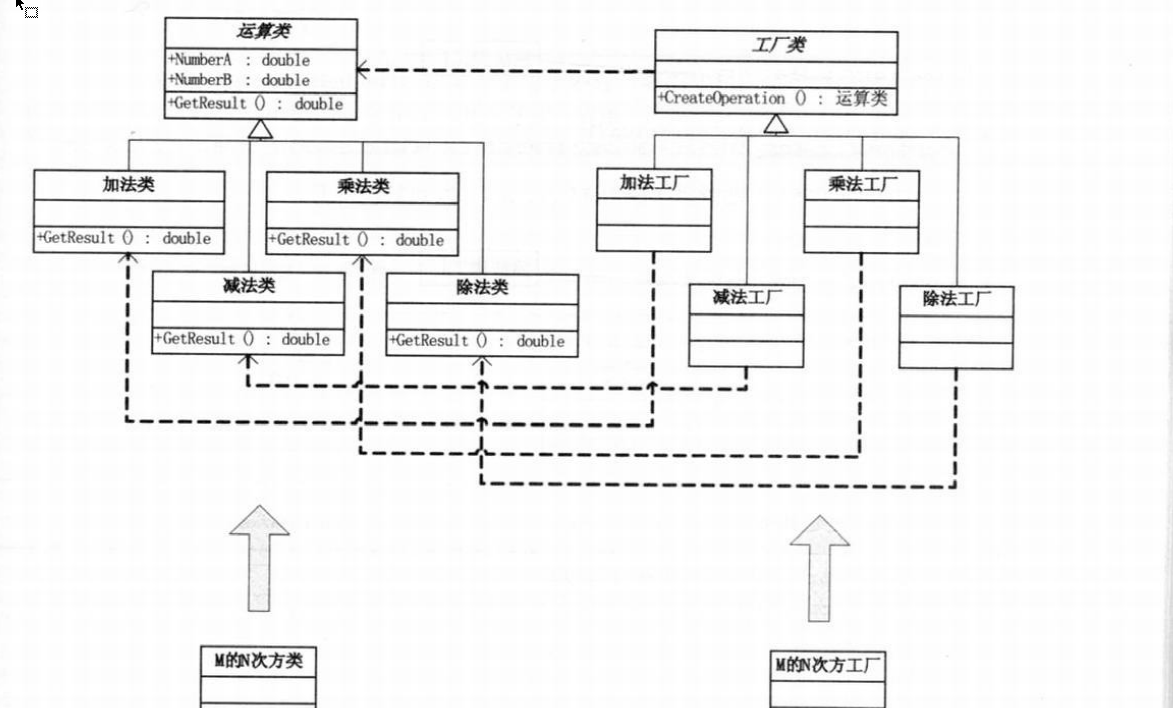 运算类
+NumberA : double
+NumberB : double
+GetResult () : double
工厂类
+CreateOperation () : 运算类
加法类
+GetResult () : double
乘法类
+GetResult () : double
减法类
+GetResult () : double
除法类
+GetResult () : double
加法工厂
乘法工厂
减法工厂
除法工厂
M的N次方类
M的N次方工厂